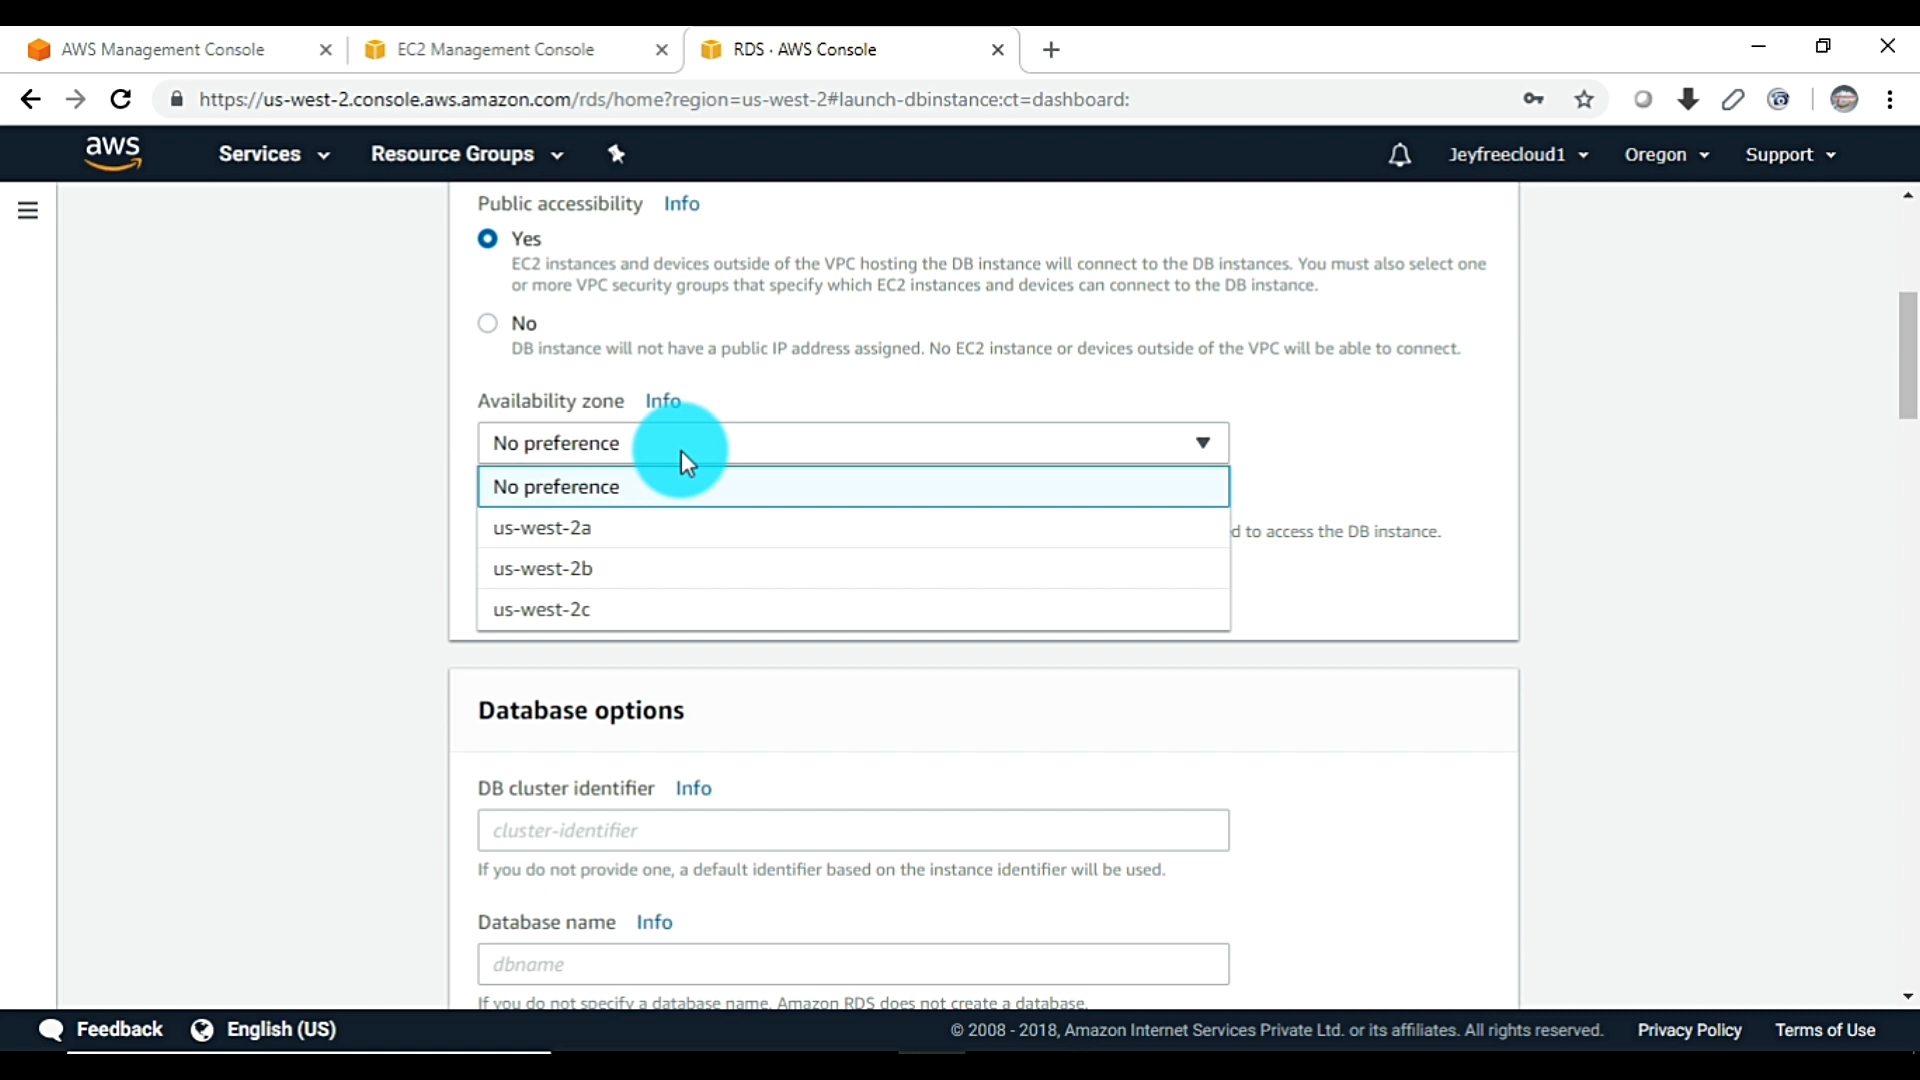 AWS Management Console
EC2 Management Console
RDS · AWS Console
https://us-west-2.console.aws.amazon.com/rds/home?region=us-west-2#launch-dbinstance:ct=dashboard:
aws
Services
Resource Groups
Jeyfreecloud1
Oregon
Support
Public accessibility Info
Yes
EC2 instances and devices outside of the VPC hosting the DB instance will connect to the DB instances. You must also select one
or more VPC security groups that specify which EC2 instances and devices can connect to the DB instance.
No
DB instance will not have a public IP address assigned. No EC2 instance or devices outside of the VPC will be able to connect.
Availability zone Info
No preference
No preference
us-west-2a
d to access the DB instance.
us-west-2b
us-west-2c
Database options
DB cluster identifier Info
cluster-identifier
If you do not provide one, a default identifier based on the instance identifier will be used.
Database name Info
dbname
If you do not specify a database name, Amazon RDS does not create a database.
Feedback
English (US)
© 2008 - 2018, Amazon Internet Services Private Ltd. or its affiliates. All rights reserved.
Privacy Policy
Terms of Use